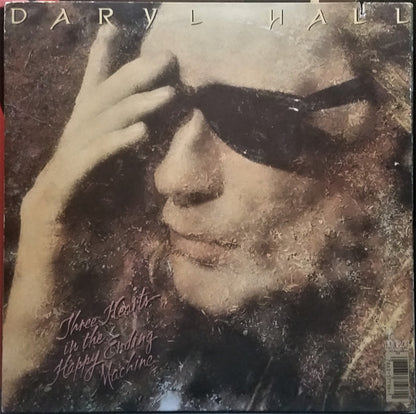 DARYL HALL
Three Hearts
in the
Happy Ending
Machine